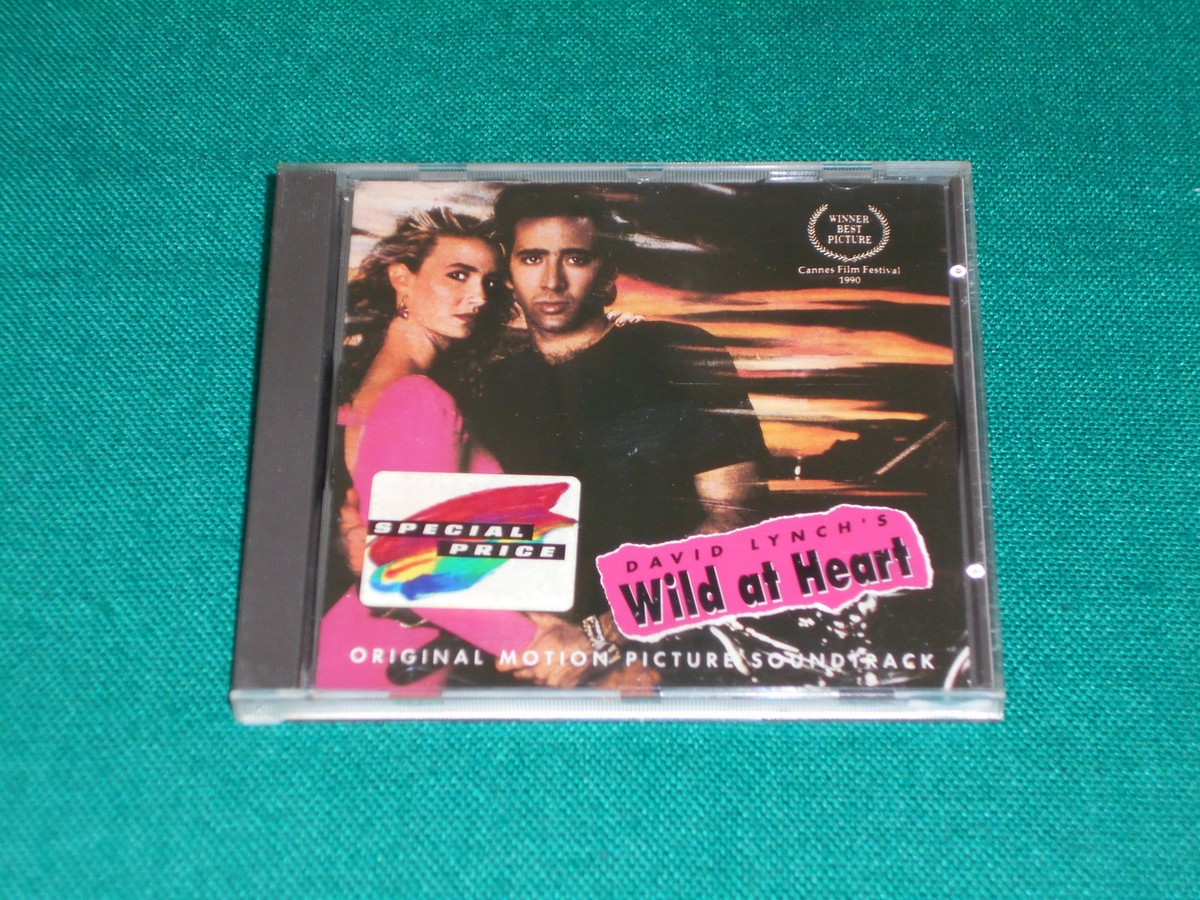 WINNER
BEST
PICTURE
Cannes Film Festival
1990
SPECIAL
PRICE
DAVID LYNCH'S
Wild at Heart
ORIGINAL MOTION PICTURE SOUNDTRACK